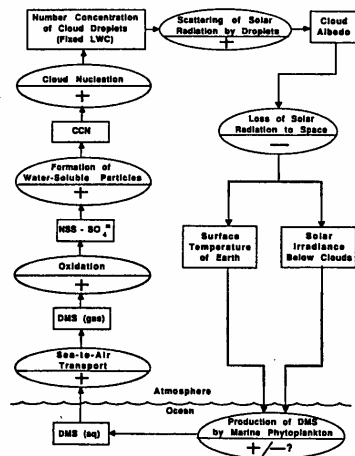 Number Concentration
of Cloud Droplets
(Fixed LWC)
Scattering of Solar
Radiation by Droplets
+
Cloud
Albedo
Cloud Nucleation
+
Loss of Solar
Radiation to Space
—
CCN
Formation of
Water-Soluble Particles
+
NSS - SO4=
Surface
Temperature
of Earth
Solar
Irradiance
Below Clouds
Oxidation
+
DMS (gas)
Sea-to-Air
Transport
+
Atmosphere
Ocean
DMS (aq)
Production of DMS
by Marine Phytoplankton
+/—?